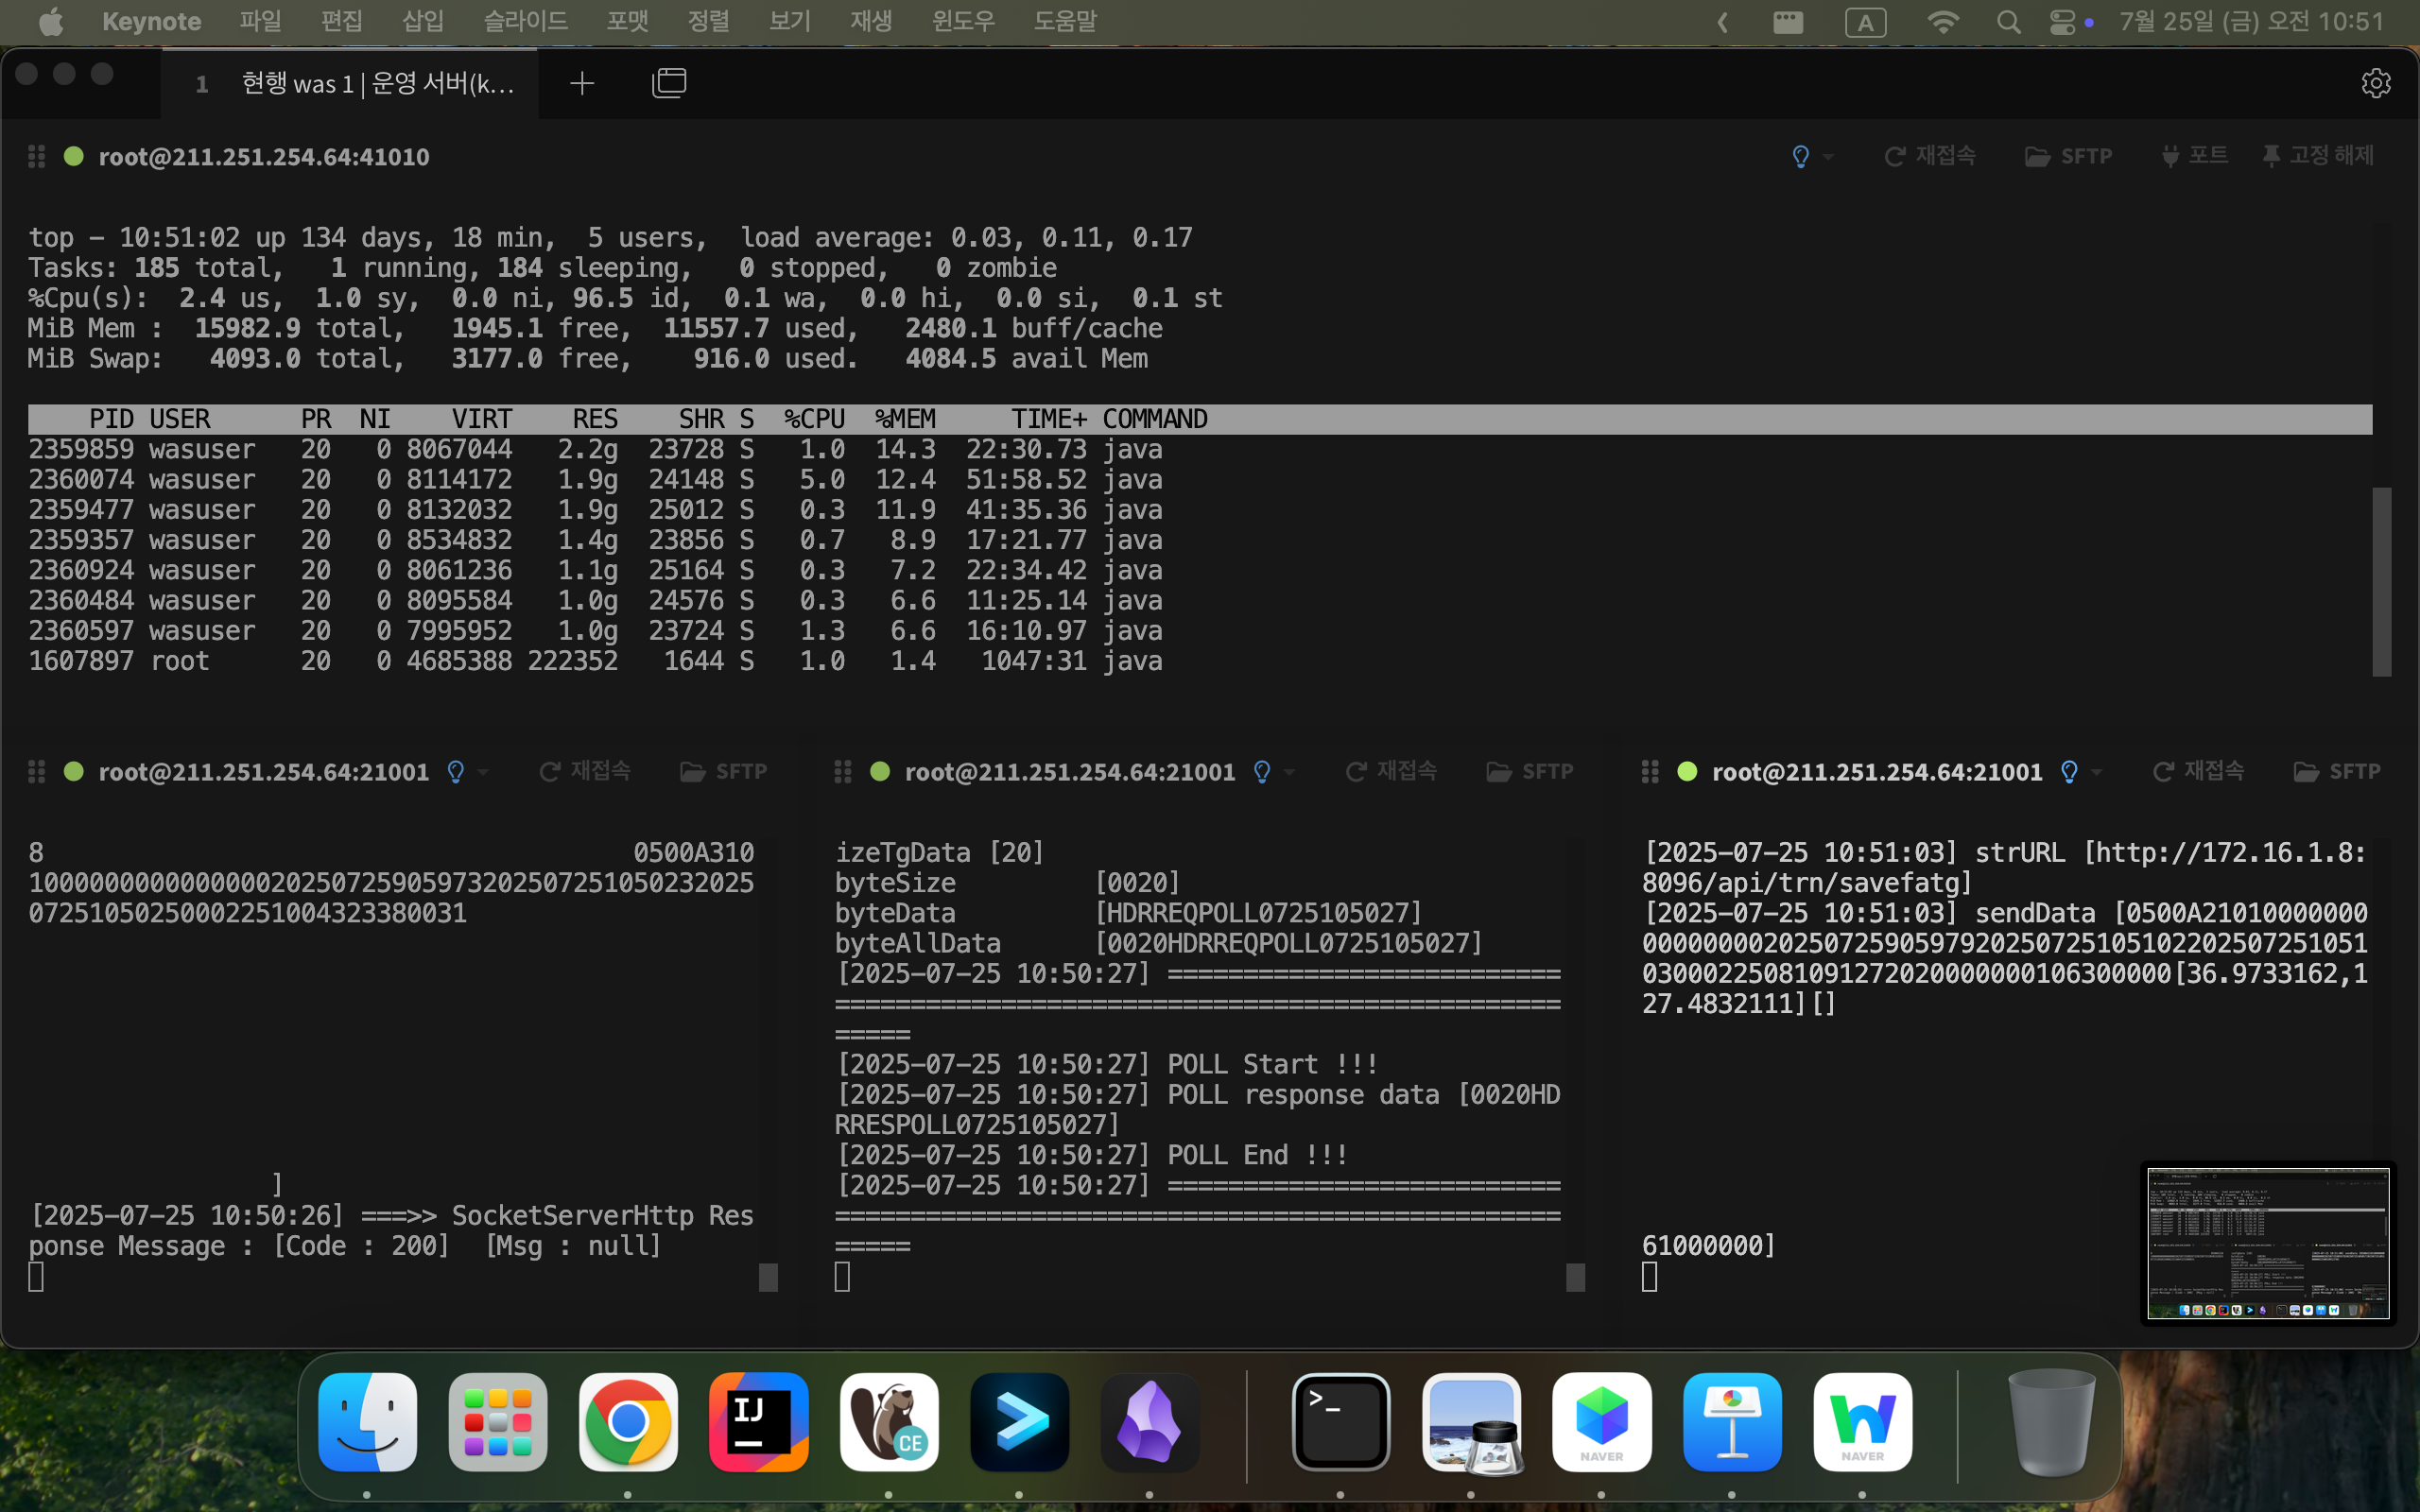 Keynote 파일 편집 삽입 슬라이드 포맷 정렬 보기 재생 윈도우 도움말 A 7월 25일 (금) 오전 10:51
1 현행 was 1 | 운영 서버(k...
root@211.251.254.64:41010 재접속 SFTP 포트 고정 해제
top - 10:51:02 up 134 days, 18 min, 5 users, load average: 0.03, 0.11, 0.17
Tasks: 185 total, 1 running, 184 sleeping, 0 stopped, 0 zombie
%Cpu(s): 2.4 us, 1.0 sy, 0.0 ni, 96.5 id, 0.1 wa, 0.0 hi, 0.0 si, 0.1 st
MiB Mem : 15982.9 total, 1945.1 free, 11557.7 used, 2480.1 buff/cache
MiB Swap: 4093.0 total, 3177.0 free, 916.0 used. 4084.5 avail Mem
PID USER PR NI VIRT RES SHR S %CPU %MEM TIME+ COMMAND
2359859 wasuser 20 0 8067044 2.2g 23728 S 1.0 14.3 22:30.73 java
2360074 wasuser 20 0 8114172 1.9g 24148 S 5.0 12.4 51:58.52 java
2359477 wasuser 20 0 8132032 1.9g 25012 S 0.3 11.9 41:35.36 java
2359357 wasuser 20 0 8534832 1.4g 23856 S 0.7 8.9 17:21.77 java
2360924 wasuser 20 0 8061236 1.1g 25164 S 0.3 7.2 22:34.42 java
2360484 wasuser 20 0 8095584 1.0g 24576 S 0.3 6.6 11:25.14 java
2360597 wasuser 20 0 7995952 1.0g 23724 S 1.3 6.6 16:10.97 java
1607897 root 20 0 4685388 222352 1644 S 1.0 1.4 1047:31 java
root@211.251.254.64:21001 재접속 SFTP
8 0500A310
100000000000000020250725905973202507251050232025
07251050250002251004323380031
]
[2025-07-25 10:50:26] ===>> SocketServerHttp Res
ponse Message : [Code : 200] [Msg : null]
root@211.251.254.64:21001 재접속 SFTP
izeTgData [20]
byteSize [0020]
byteData [HDRREQPOLL0725105027]
byteAllData [0020HDRREQPOLL0725105027]
[2025-07-25 10:50:27] ==========================
================================================
=====
[2025-07-25 10:50:27] POLL Start !!!
[2025-07-25 10:50:27] POLL response data [0020HD
RRESPOLL0725105027]
[2025-07-25 10:50:27] POLL End !!!
[2025-07-25 10:50:27] ==========================
================================================
=====
root@211.251.254.64:21001 재접속 SFTP
[2025-07-25 10:51:03] strURL [http://172.16.1.8:
8096/api/trn/savefatg]
[2025-07-25 10:51:03] sendData [0500A21010000000
000000000202507259059792025072510510220250725​1051
03000225081091272020000000106300000[36.9733162,1
27.4832111][]
61000000]
IJ
CE
>_
NAVER
NAVER